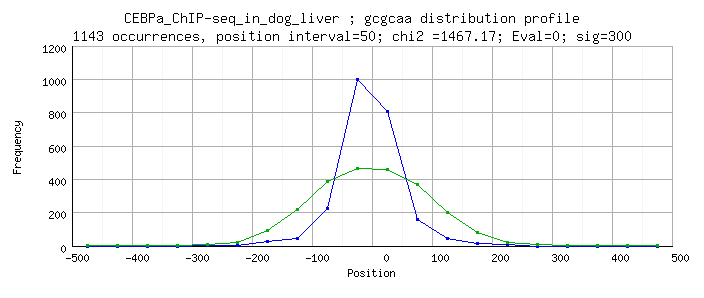 CEBPa_ChIP-seq_in_dog_liver ; gcgcaa distribution profile
1143 occurrences, position interval=50; chi2 =1467.17; Eval=0; sig=300
1200
1000
800
600
400
200
0
Frequency
-500 -400 -300 -200 -100 0 100 200 300 400 500
Position